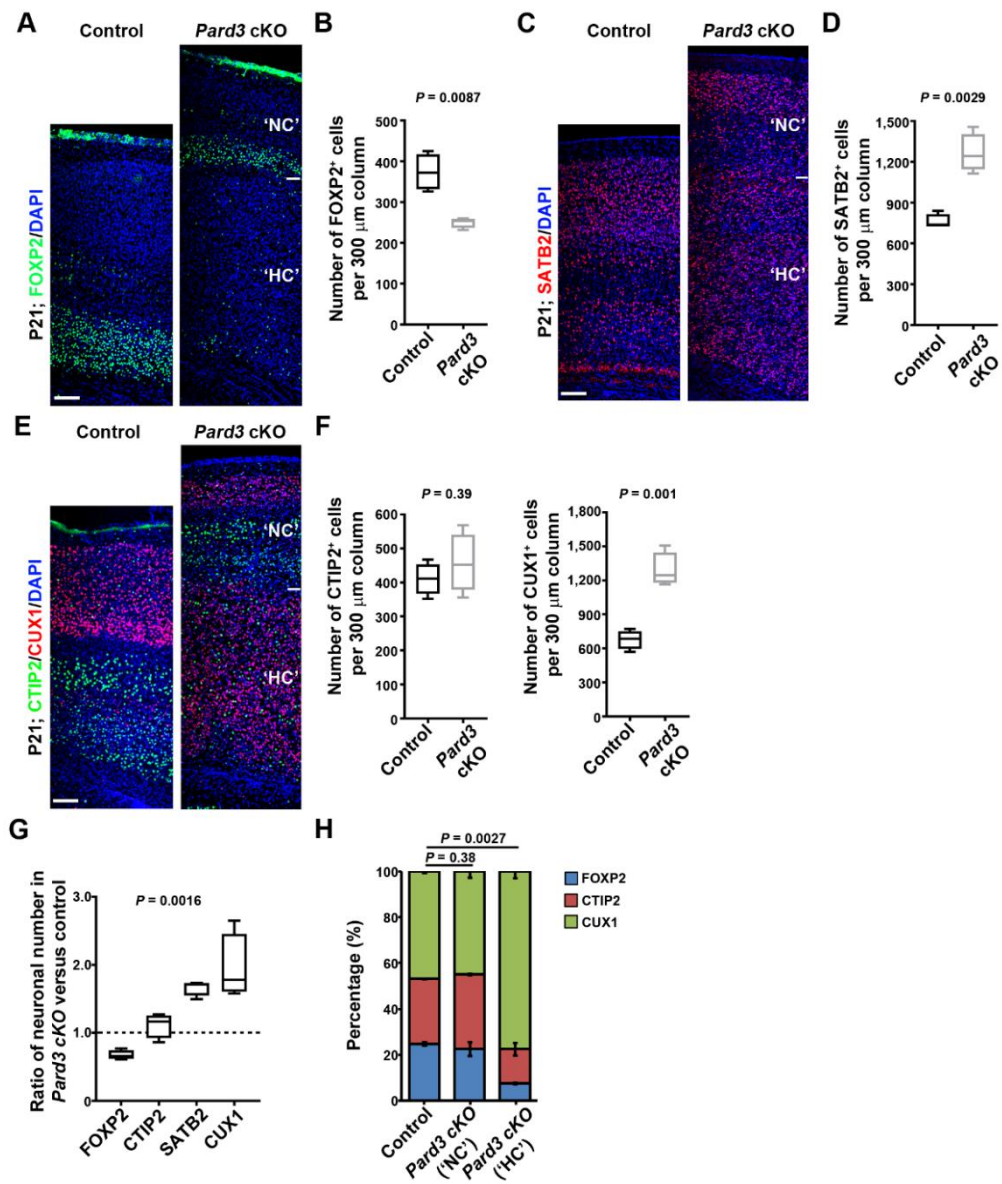 A
Control
Pard3 cKO
P21; FOXP2/DAPI
'NC'
'HC'
B
P = 0.0087
Number of FOXP2⁺ cells
per 300 μm column
500
400
300
200
100
0
Control
Pard3
cKO
C
Control
Pard3 cKO
P21; SATB2/DAPI
'NC'
'HC'
D
P = 0.0029
Number of SATB2⁺ cells
per 300 μm column
1,500
1,200
900
600
300
0
Control
Pard3
cKO
E
Control
Pard3 cKO
P21; CTIP2/CUX1/DAPI
'NC'
'HC'
F
P = 0.39
Number of CTIP2⁺ cells
per 300 μm column
600
500
400
300
200
100
0
Control
Pard3
cKO
P = 0.001
Number of CUX1⁺ cells
per 300 μm column
1,800
1,500
1,200
900
600
300
0
Control
Pard3
cKO
G
Ratio of neuronal number in
Pard3 cKO versus control
P = 0.0016
3.0
2.0
1.0
0
FOXP2
CTIP2
SATB2
CUX1
H
P = 0.0027
P = 0.38
Percentage (%)
100
80
60
40
20
0
Control
Pard3 cKO
('NC')
Pard3 cKO
('HC')
FOXP2
CTIP2
CUX1